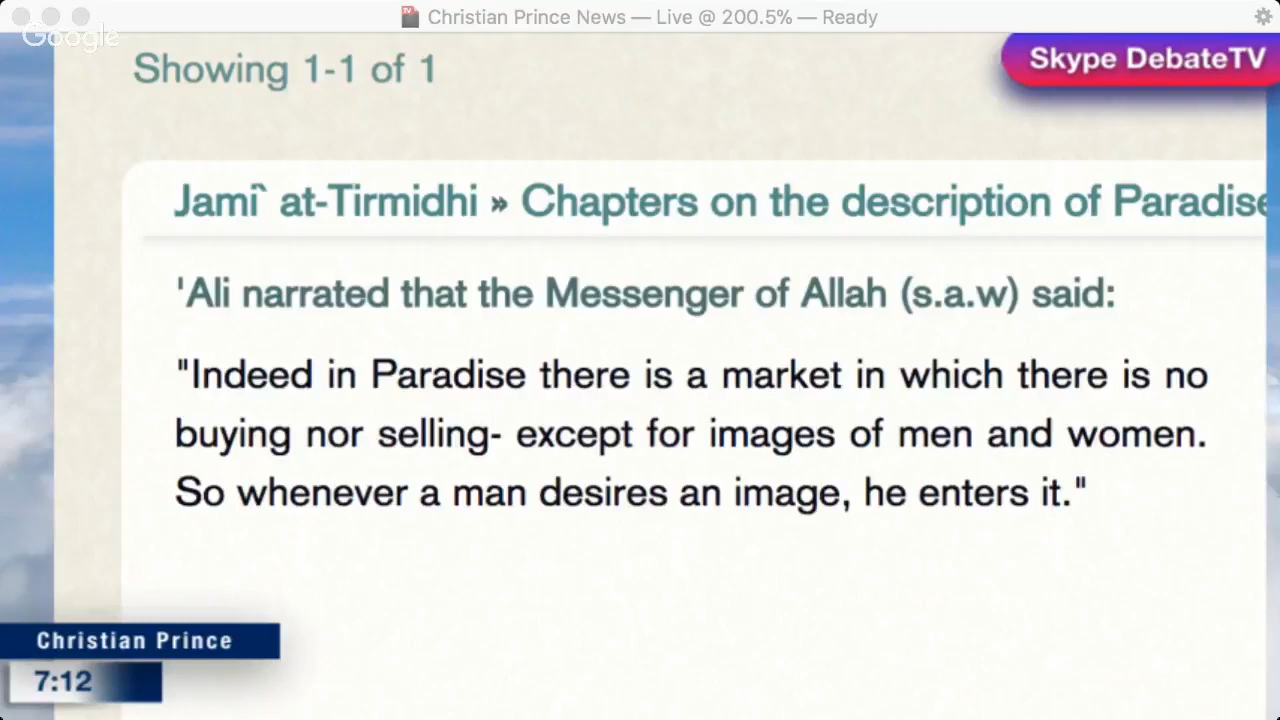 Christian Prince News — Live @ 200.5% — Ready
Google
Showing 1-1 of 1
Skype DebateTV
Jami` at-Tirmidhi » Chapters on the description of Paradise
'Ali narrated that the Messenger of Allah (s.a.w) said:
"Indeed in Paradise there is a market in which there is no
buying nor selling- except for images of men and women.
So whenever a man desires an image, he enters it."
Christian Prince
7:12